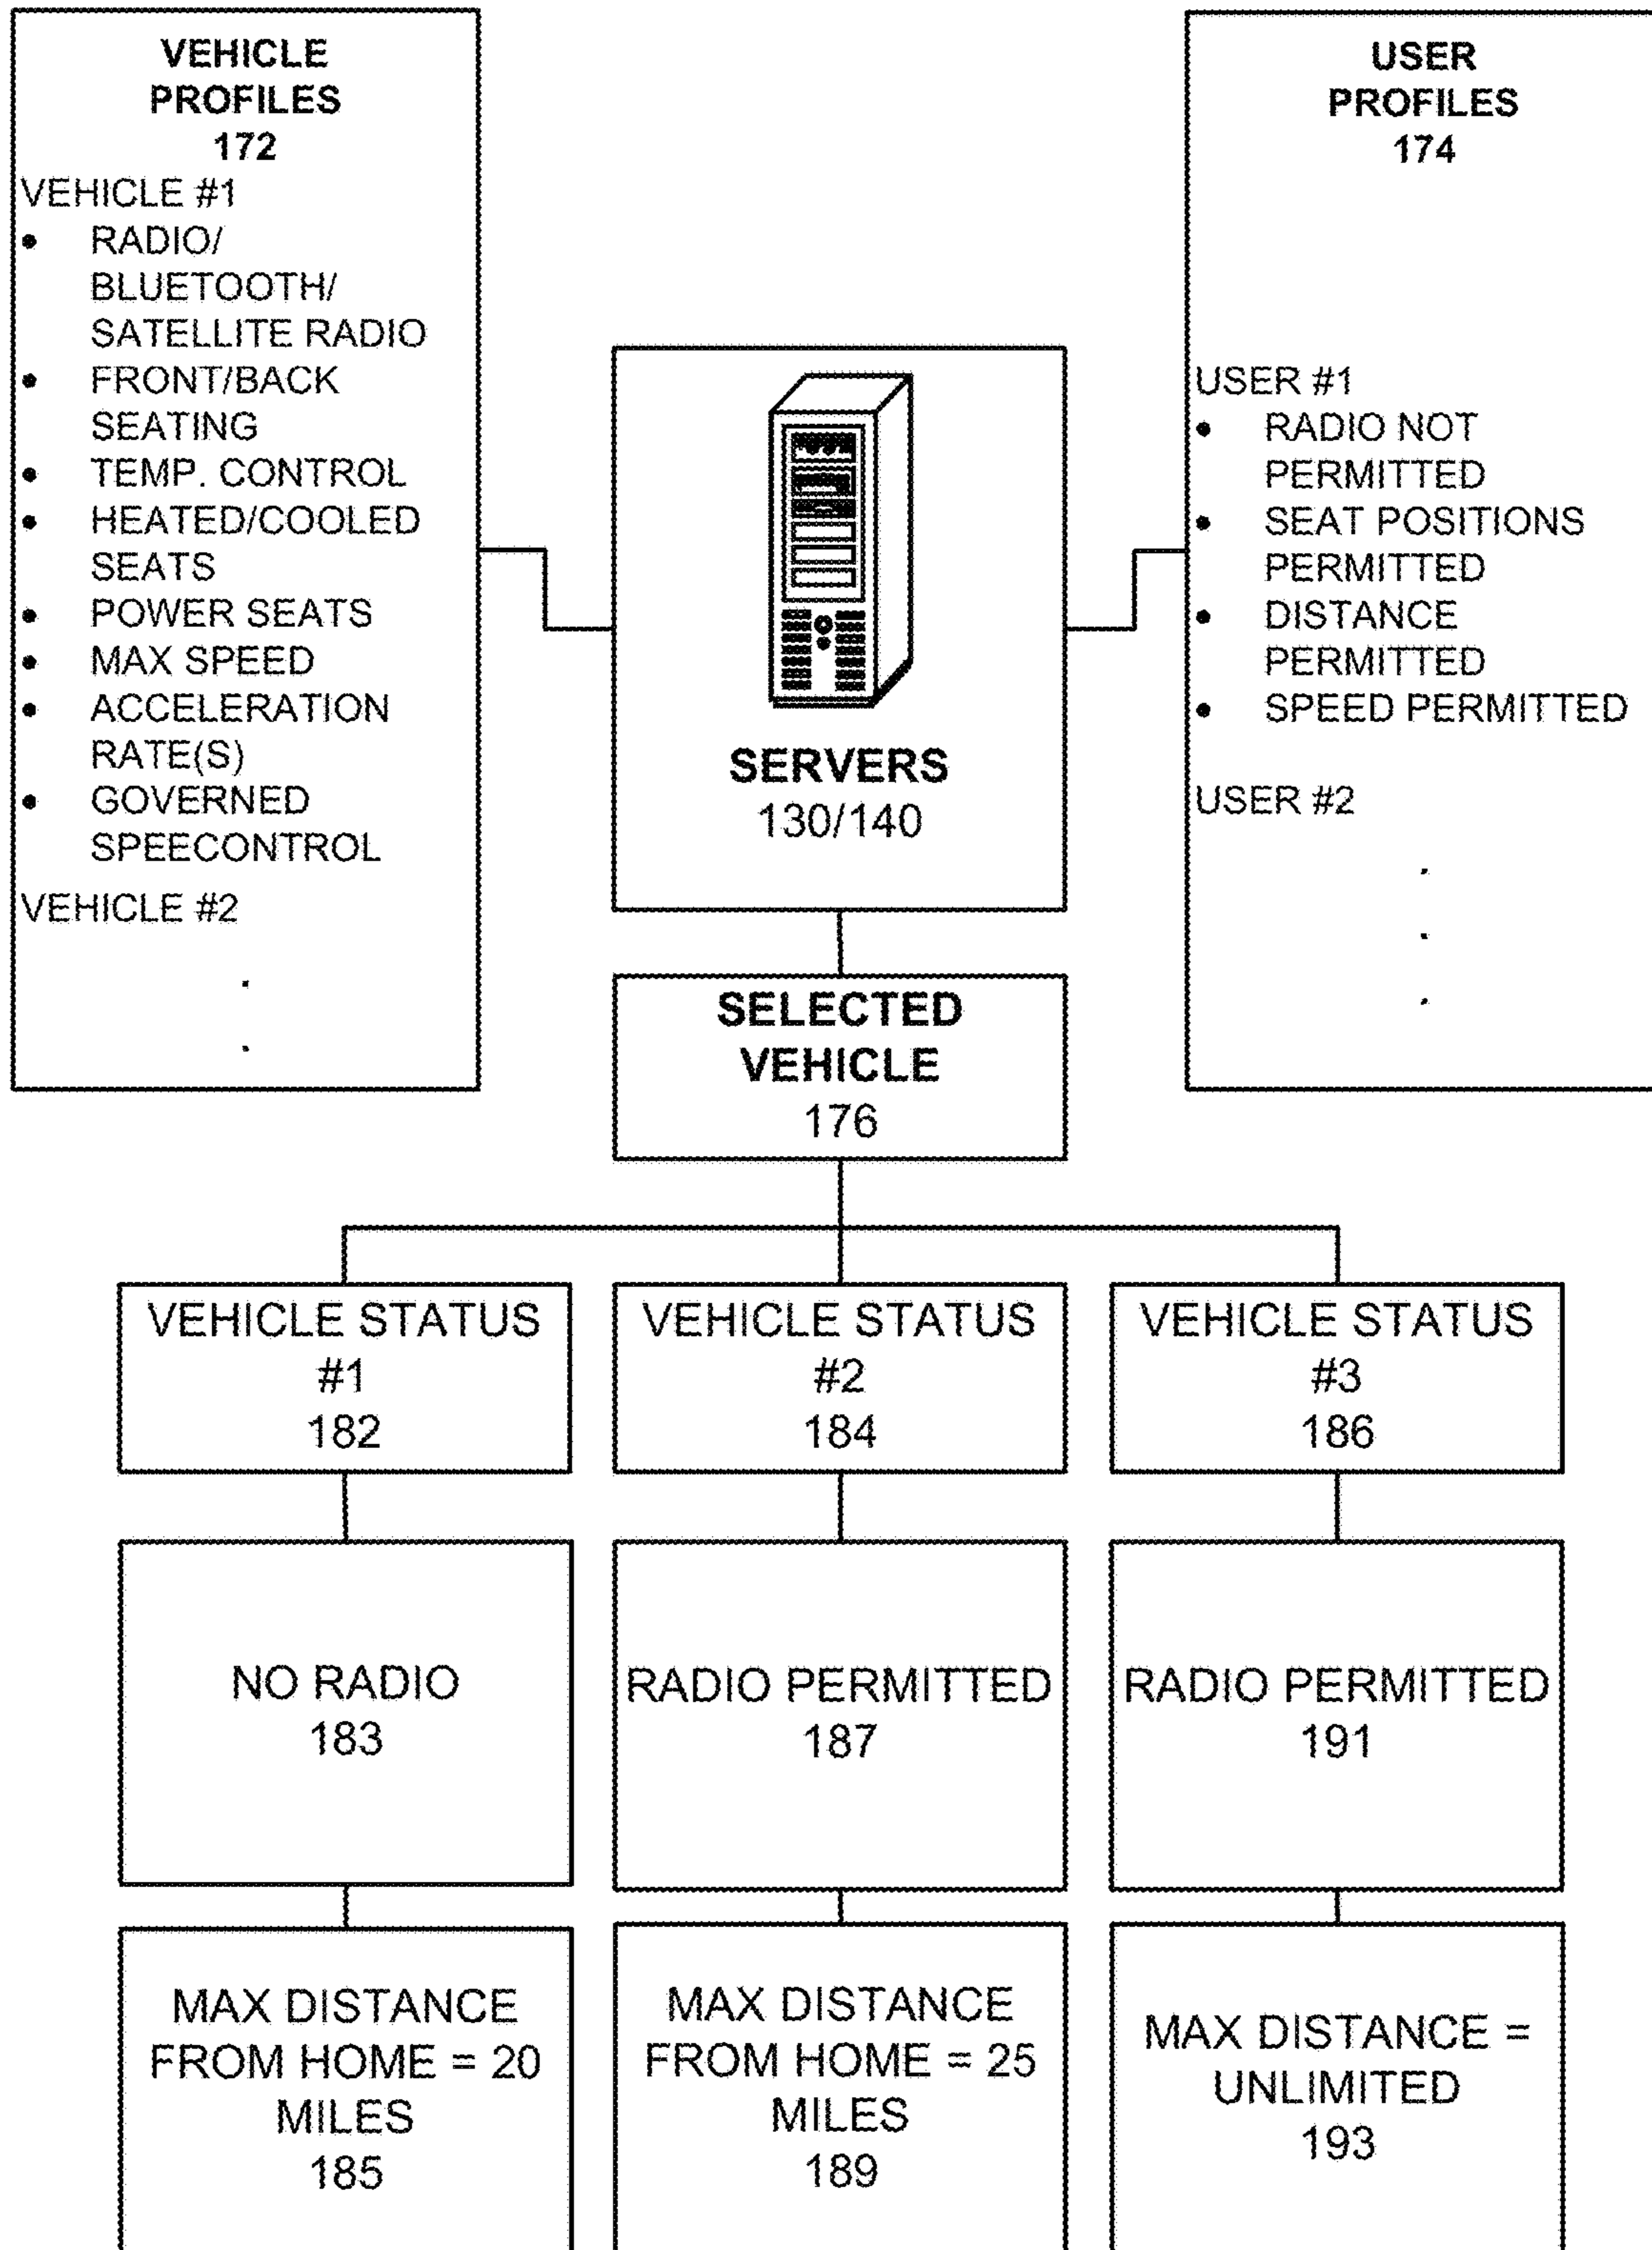 VEHICLE
PROFILES
172
VEHICLE #1
• RADIO/
BLUETOOTH/
SATELLITE RADIO
• FRONT/BACK
SEATING
• TEMP. CONTROL
• HEATED/COOLED
SEATS
• POWER SEATS
• MAX SPEED
• ACCELERATION
RATE(S)
• GOVERNED
SPEECONTROL
VEHICLE #2
.
.
SERVERS
130/140
USER
PROFILES
174
USER #1
• RADIO NOT
PERMITTED
• SEAT POSITIONS
PERMITTED
• DISTANCE
PERMITTED
• SPEED PERMITTED
USER #2
.
.
.
SELECTED
VEHICLE
176
VEHICLE STATUS
#1
182
VEHICLE STATUS
#2
184
VEHICLE STATUS
#3
186
NO RADIO
183
RADIO PERMITTED
187
RADIO PERMITTED
191
MAX DISTANCE
FROM HOME = 20
MILES
185
MAX DISTANCE
FROM HOME = 25
MILES
189
MAX DISTANCE =
UNLIMITED
193